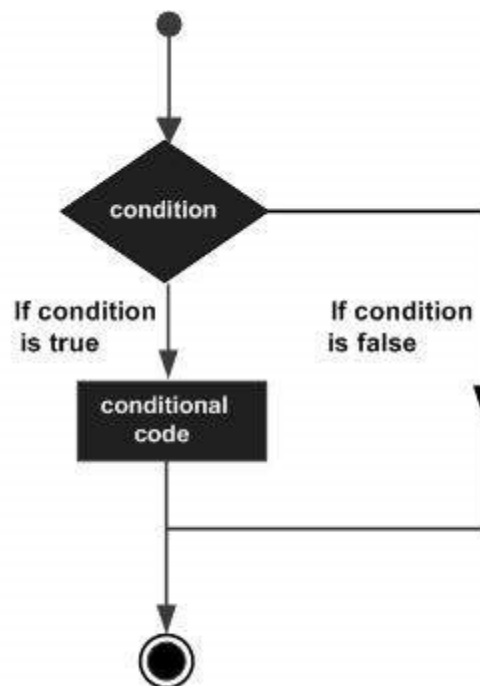 condition
If condition
is true
If condition
is false
conditional
code